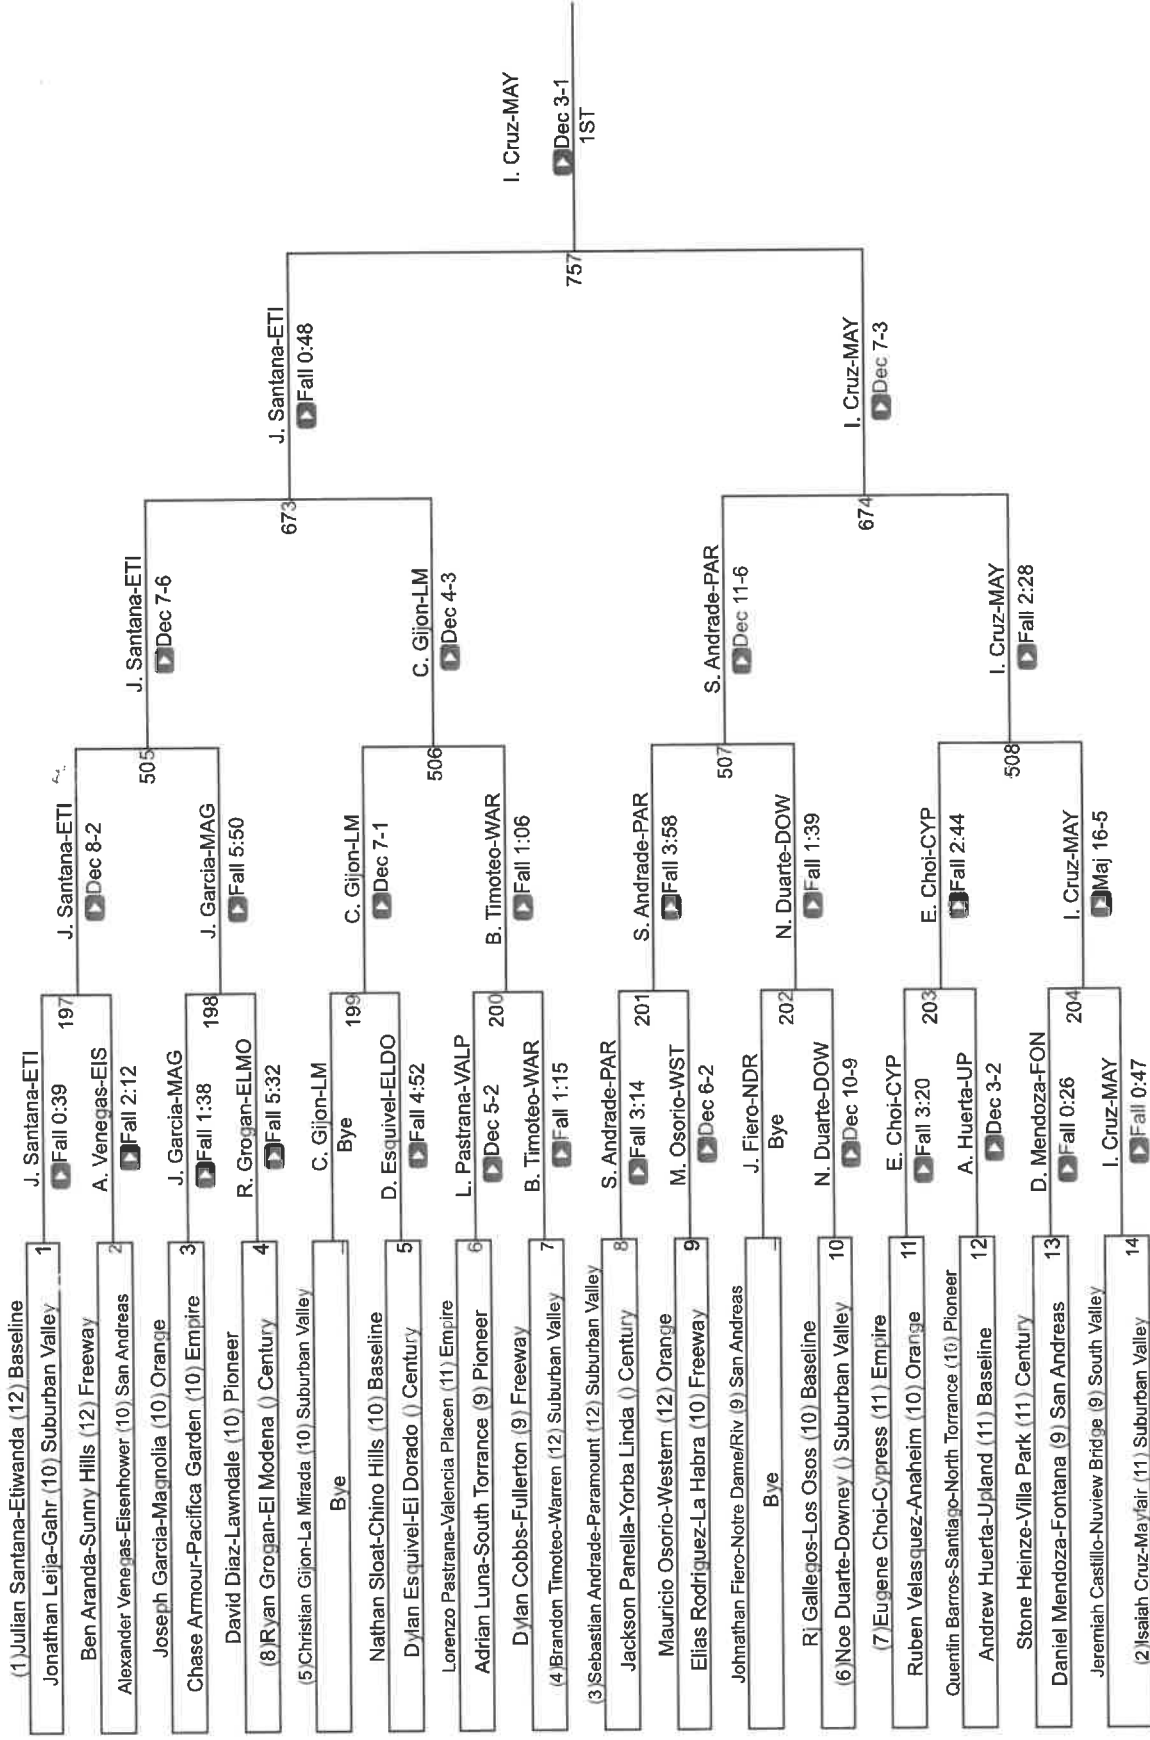 (1)Julian Santana-Etiwanda (12) Baseline
1
Jonathan Leija-Gahr (10) Suburban Valley
Ben Aranda-Sunny Hills (12) Freeway
2
Alexander Venegas-Eisenhower (10) San Andreas
Joseph Garcia-Magnolia (10) Orange
3
Chase Armour-Pacifica Garden (10) Empire
David Diaz-Lawndale (10) Pioneer
4
(8)Ryan Grogan-El Modena () Century
(5)Christian Gijon-La Mirada (10) Suburban Valley
Bye
Nathan Sloat-Chino Hills (10) Baseline
5
Dylan Esquivel-El Dorado () Century
Lorenzo Pastrana-Valencia Placen (11) Empire
6
Adrian Luna-South Torrance (9) Pioneer
Dylan Cobbs-Fullerton (9) Freeway
7
(4)Brandon Timoteo-Warren (12) Suburban Valley
(3)Sebastian Andrade-Paramount (12) Suburban Valley
8
Jackson Panella-Yorba Linda () Century
Mauricio Osorio-Western (12) Orange
9
Elias Rodriguez-La Habra (10) Freeway
Johnathan Fiero-Notre Dame/Riv (9) San Andreas
Bye
Rj Gallegos-Los Osos (10) Baseline
10
(6)Noe Duarte-Downey () Suburban Valley
(7)Eugene Choi-Cypress (11) Empire
11
Ruben Velasquez-Anaheim (10) Orange
Quentin Barros-Santiago-North Torrance (10) Pioneer
12
Andrew Huerta-Upland (11) Baseline
Stone Heinze-Villa Park (11) Century
13
Daniel Mendoza-Fontana (9) San Andreas
Jeremiah Castillo-Nuview Bridge (9) South Valley
14
(2)Isaiah Cruz-Mayfair (11) Suburban Valley
J. Santana-ETI
Fall 0:39
197
A. Venegas-EIS
Fall 2:12
J. Garcia-MAG
Fall 1:38
198
R. Grogan-ELMO
Fall 5:32
C. Gijon-LM
Bye
199
D. Esquivel-ELDO
Fall 4:52
L. Pastrana-VALP
Dec 5-2
200
B. Timoteo-WAR
Fall 1:15
S. Andrade-PAR
Fall 3:14
201
M. Osorio-WST
Dec 6-2
J. Fiero-NDR
Bye
202
N. Duarte-DOW
Dec 10-9
E. Choi-CYP
Fall 3:20
203
A. Huerta-UP
Dec 3-2
D. Mendoza-FON
Fall 0:26
204
I. Cruz-MAY
Fall 0:47
J. Santana-ETI
Dec 8-2
505
J. Garcia-MAG
Fall 5:50
C. Gijon-LM
Dec 7-1
506
B. Timoteo-WAR
Fall 1:06
S. Andrade-PAR
Fall 3:58
507
N. Duarte-DOW
Fall 1:39
E. Choi-CYP
Fall 2:44
508
I. Cruz-MAY
Maj 16-5
J. Santana-ETI
Dec 7-6
673
C. Gijon-LM
Dec 4-3
S. Andrade-PAR
Dec 11-6
674
I. Cruz-MAY
Fall 2:28
J. Santana-ETI
Fall 0:48
757
I. Cruz-MAY
Dec 7-3
I. Cruz-MAY
Dec 3-1
1ST